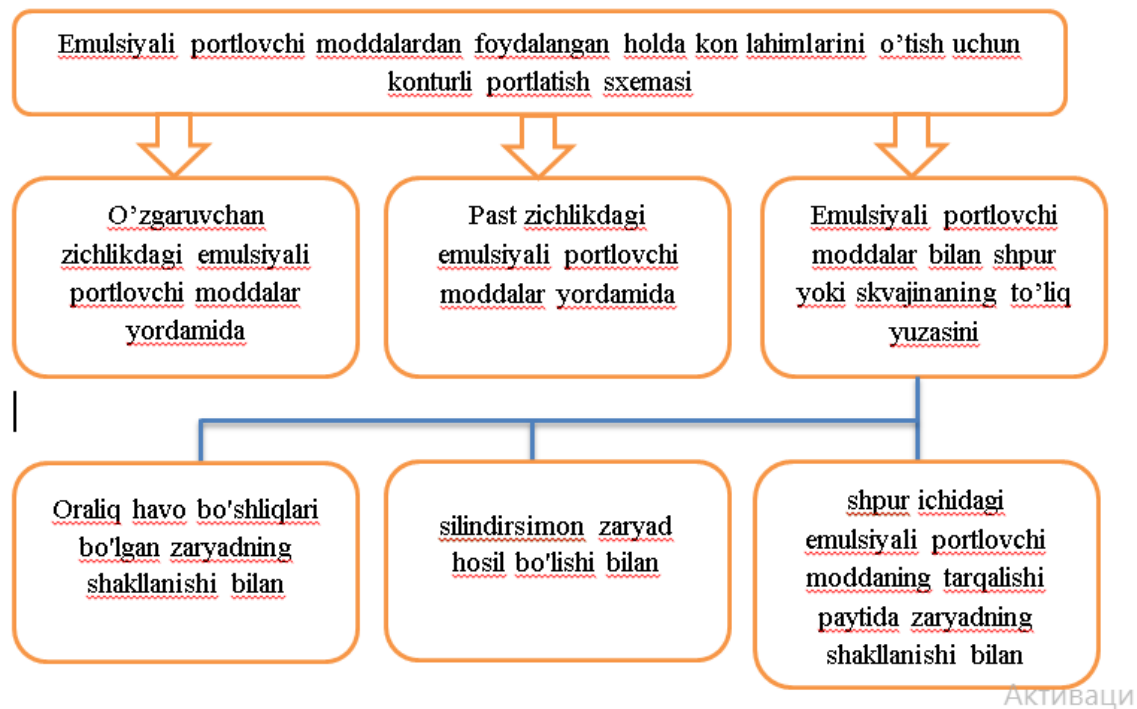 Emulsiyali portlovchi moddalardan foydalangan holda kon lahimlarini o’tish uchun
konturli portlatish sxemasi
O’zgaruvchan
zichlikdagi emulsiyali
portlovchi moddalar
yordamida
Past zichlikdagi
emulsiyali portlovchi
moddalar yordamida
Emulsiyali portlovchi
moddalar bilan shpur
yoki skvajinaning to’liq
yuzasini
Oraliq havo bo'shliqlari
bo'lgan zaryadning
shakllanishi bilan
silindirsimon zaryad
hosil bo'lishi bilan
shpur ichidagi
emulsiyali portlovchi
moddaning tarqalishi
paytida zaryadning
shakllanishi bilan
Активаци